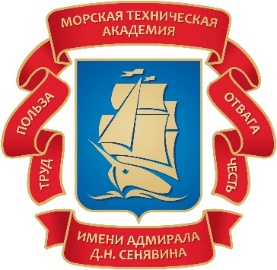 МОРСКАЯ ТЕХНИЧЕСКАЯ
АКАДЕМИЯ
ПОЛЬЗА
ОТВАГА
ТРУД
ЧЕСТЬ
ИМЕНИ АДМИРАЛА
Д.Н. СЕНЯВИНА